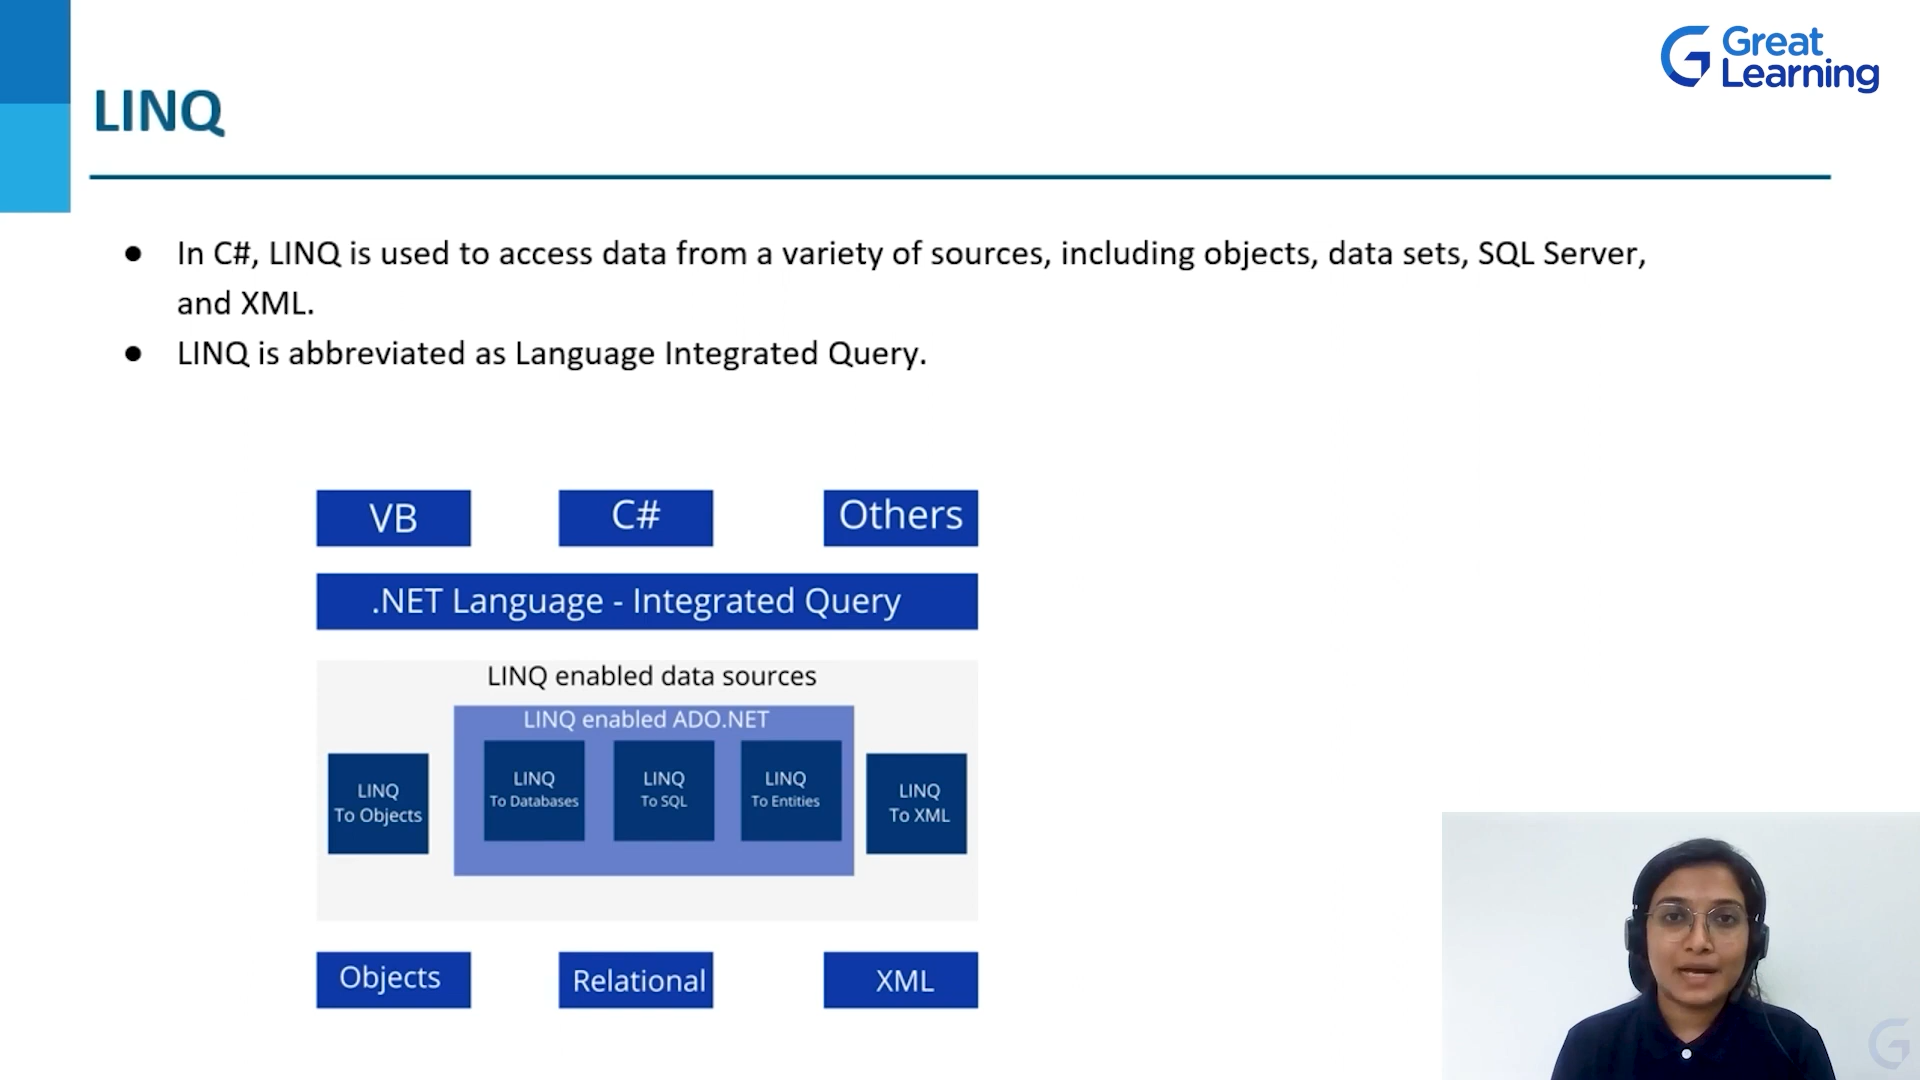 Great
Learning
LINQ
● In C#, LINQ is used to access data from a variety of sources, including objects, data sets, SQL Server,
and XML.
● LINQ is abbreviated as Language Integrated Query.
VB
C#
Others
.NET Language - Integrated Query
LINQ enabled data sources
LINQ enabled ADO.NET
LINQ
To Objects
LINQ
To Databases
LINQ
To SQL
LINQ
To Entities
LINQ
To XML
Objects
Relational
XML